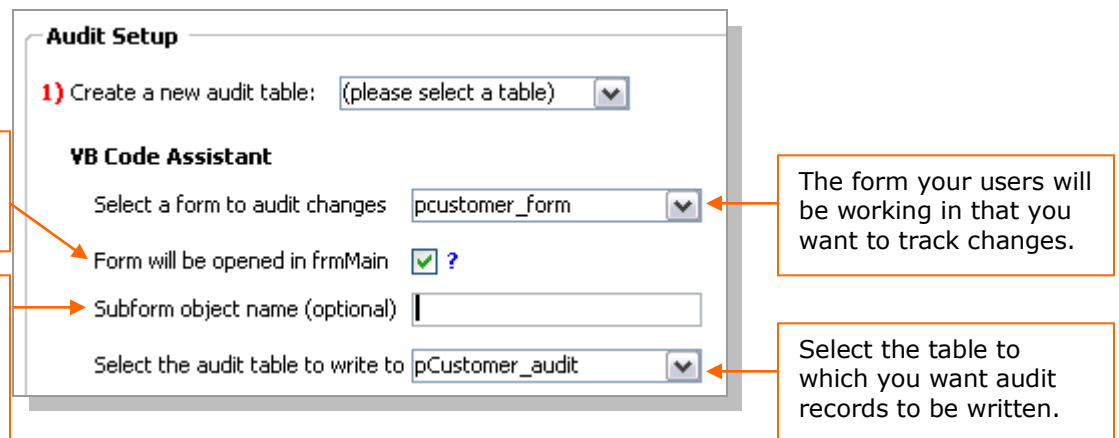 Audit Setup
1) Create a new audit table: (please select a table)
VB Code Assistant
Select a form to audit changes pcustomer_form
Form will be opened in frmMain ?
Subform object name (optional)
Select the audit table to write to pCustomer_audit
The form your users will
be working in that you
want to track changes.
Select the table to
which you want audit
records to be written.